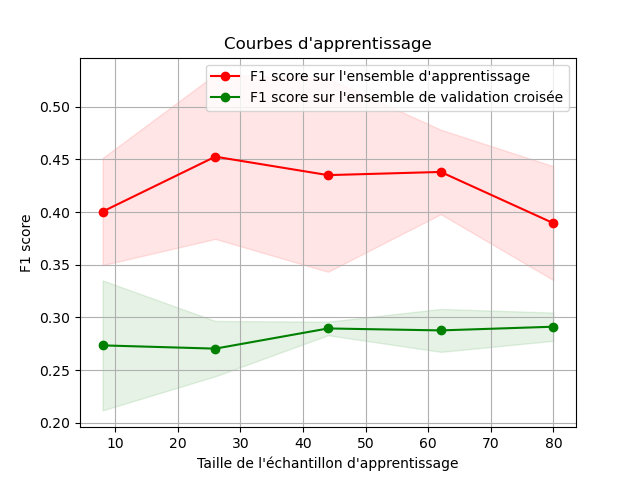 Courbes d'apprentissage
F1 score sur l'ensemble d'apprentissage
F1 score sur l'ensemble de validation croisée
F1 score
0.50
0.45
0.40
0.35
0.30
0.25
0.20
10 20 30 40 50 60 70 80
Taille de l'échantillon d'apprentissage